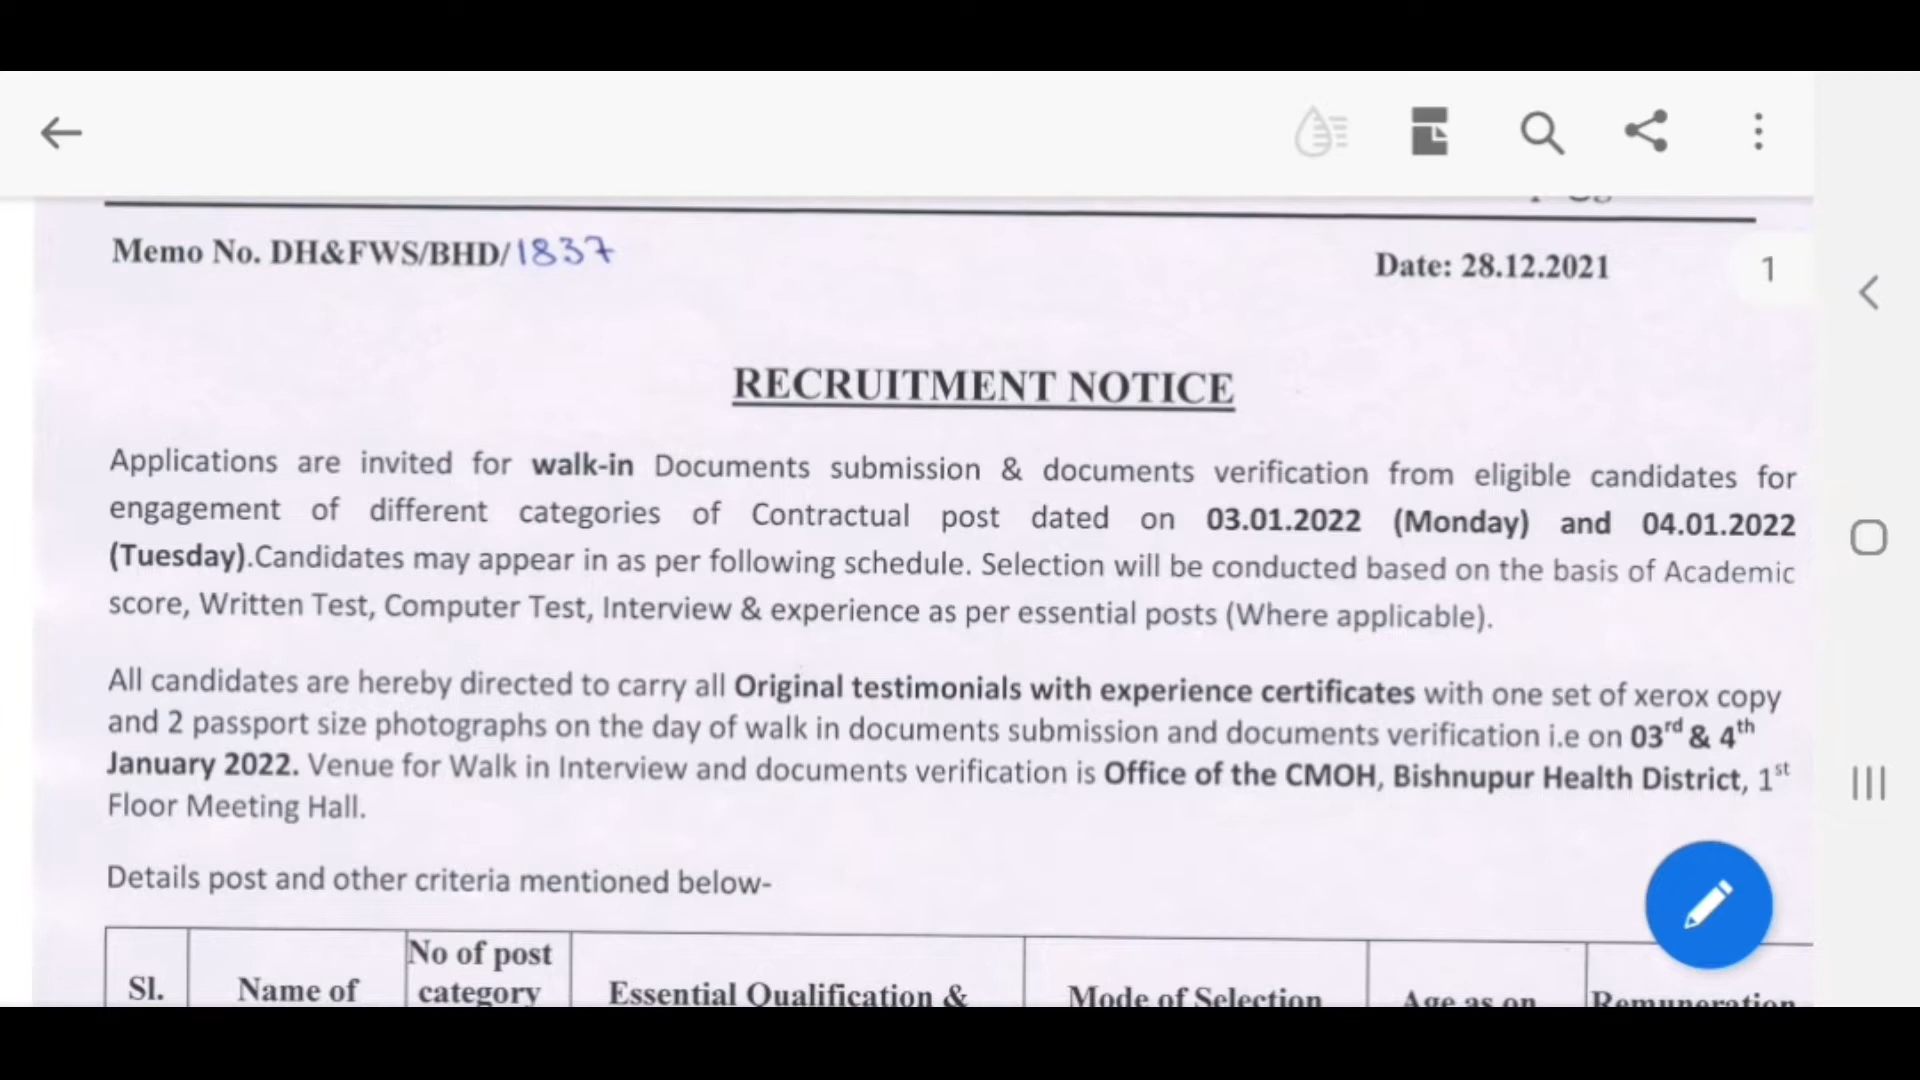 Memo No. DH&FWS/BHD/1837
Date: 28.12.2021
1
RECRUITMENT NOTICE
Applications are invited for walk-in Documents submission & documents verification from eligible candidates for
engagement of different categories of Contractual post dated on 03.01.2022 (Monday) and 04.01.2022
(Tuesday).Candidates may appear in as per following schedule. Selection will be conducted based on the basis of Academic
score, Written Test, Computer Test, Interview & experience as per essential posts (Where applicable).
All candidates are hereby directed to carry all Original testimonials with experience certificates with one set of xerox copy
and 2 passport size photographs on the day of walk in documents submission and documents verification i.e on 03rd & 4th
January 2022. Venue for Walk in Interview and documents verification is Office of the CMOH, Bishnupur Health District, 1st
Floor Meeting Hall.
Details post and other criteria mentioned below-
No of post
Sl. Name of category Essential Qualification & Mode of Selection Age as on Remuneration